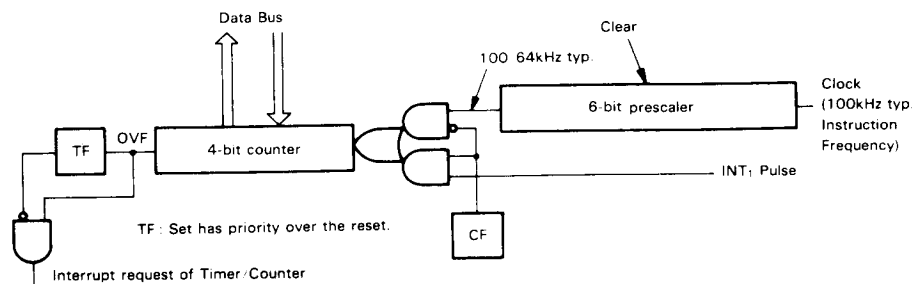 Data Bus
Clear
100 64kHz typ.
Clock
(100kHz typ.
Instruction
Frequency)
6-bit prescaler
OVF
TF
4-bit counter
INT₁ Pulse
TF : Set has priority over the reset.
CF
Interrupt request of Timer/Counter